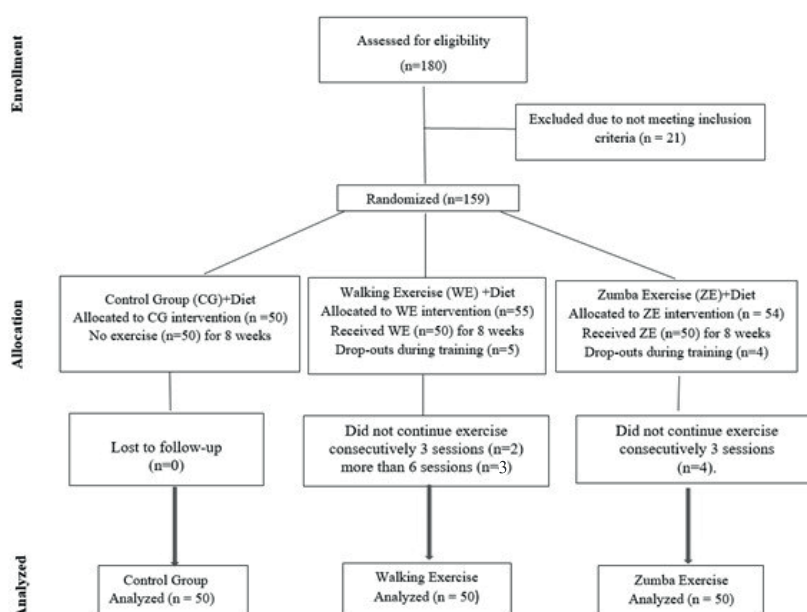 Enrollment
Assessed for eligibility
(n=180)
Excluded due to not meeting inclusion
criteria (n = 21)
Randomized (n=159)
Allocation
Control Group (CG)+Diet
Allocated to CG intervention (n =50)
No exercise (n=50) for 8 weeks
Walking Exercise (WE) +Diet
Allocated to WE intervention (n=55)
Received WE (n=50) for 8 weeks
Drop-outs during training (n=5)
Zumba Exercise (ZE)+Diet
Allocated to ZE intervention (n = 54)
Received ZE (n=50) for 8 weeks
Drop-outs during training (n=4)
Lost to follow-up
(n=0)
Did not continue exercise
consecutively 3 sessions (n=2)
more than 6 sessions (n=3)
Did not continue exercise
consecutively 3 sessions
(n=4).
Analyzed
Control Group
Analyzed (n = 50)
Walking Exercise
Analyzed (n = 50)
Zumba Exercise
Analyzed (n = 50)